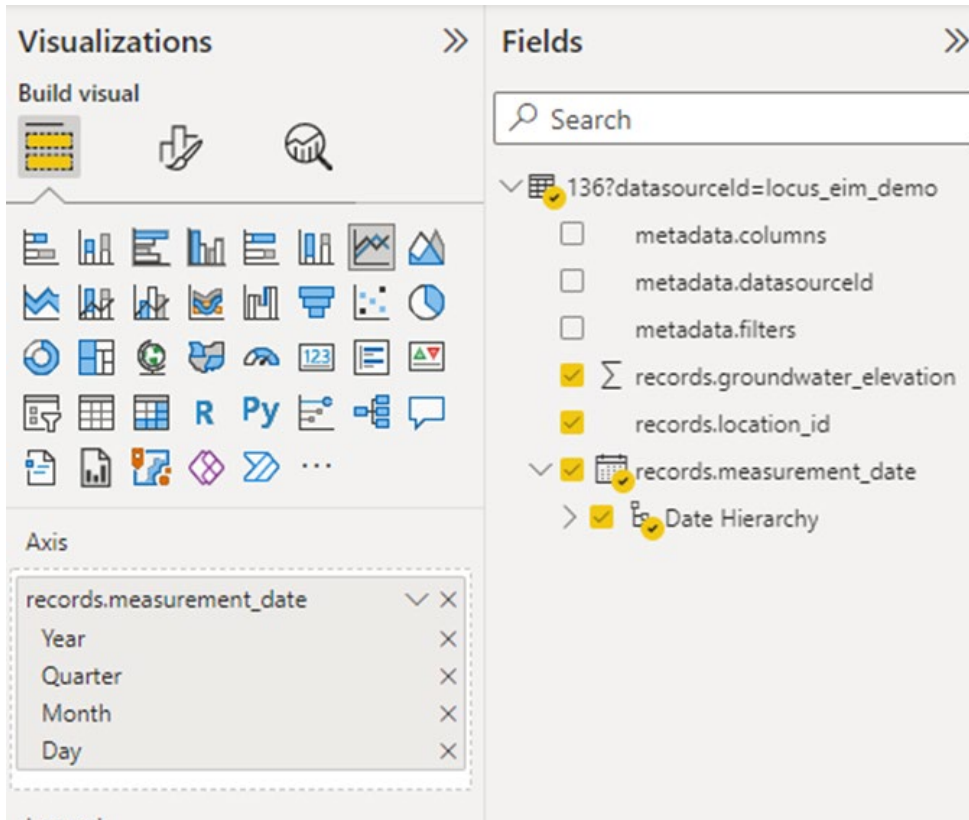 Visualizations
Build visual
123
R
Py
Axis
records.measurement_date
Year
Quarter
Month
Day
Fields
Search
136?datasourceId=locus_eim_demo
metadata.columns
metadata.datasourceId
metadata.filters
records.groundwater_elevation
records.location_id
records.measurement_date
Date Hierarchy